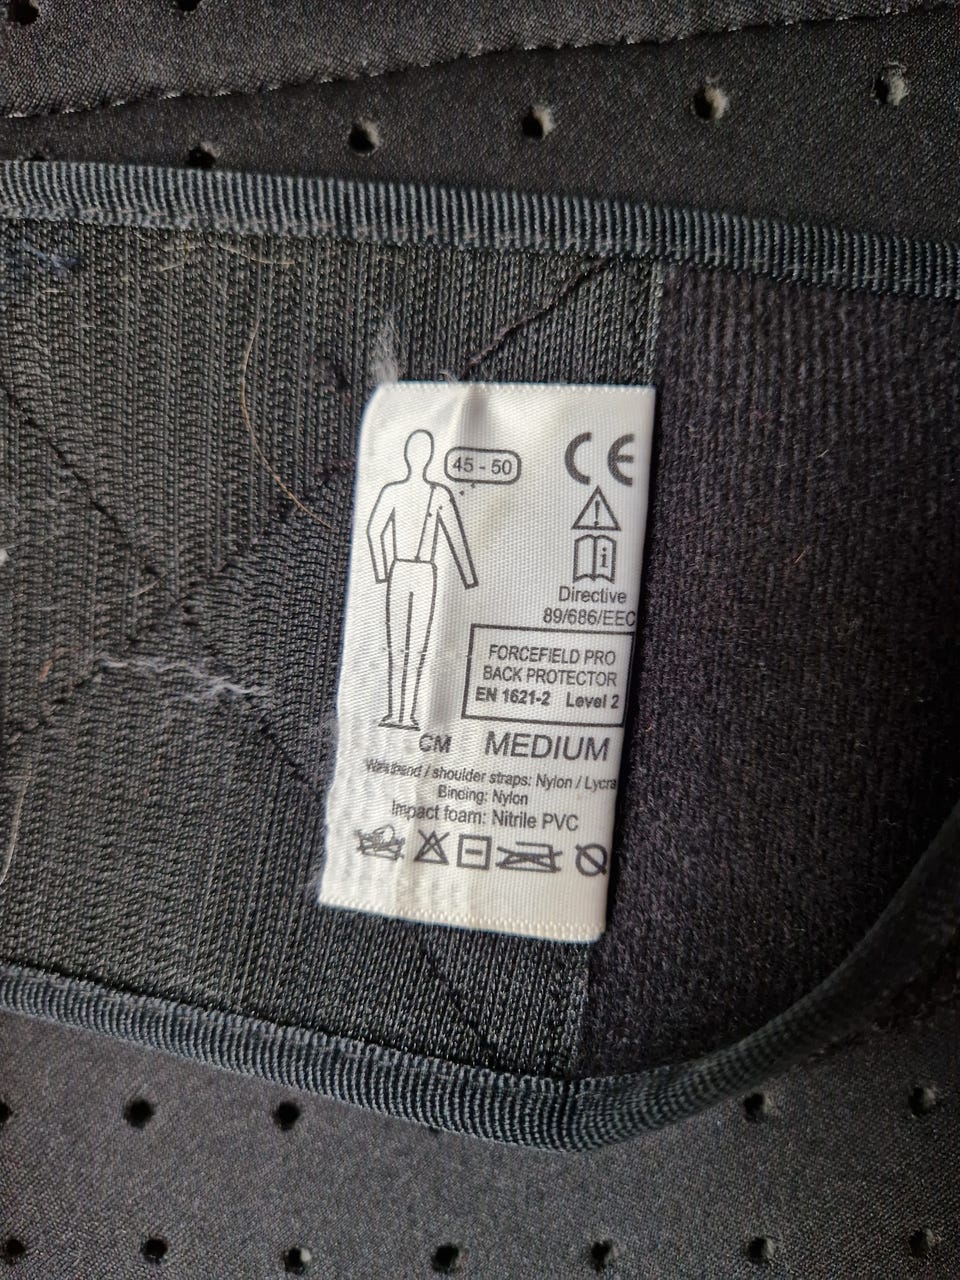 45 - 50
CE
!
i
Directive
89/686/EEC
FORCEFIELD PRO
BACK PROTECTOR
EN 1621-2 Level 2
CM MEDIUM
Waistband / shoulder straps: Nylon / Lycra
Binding: Nylon
Impact foam: Nitrile PVC